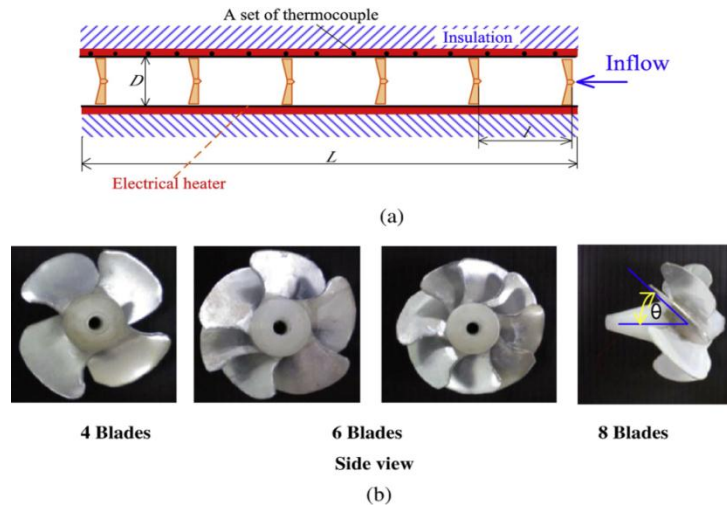 A set of thermocouple
Insulation
D
Inflow
l
L
Electrical heater
(a)
θ
4 Blades
6 Blades
8 Blades
Side view
(b)